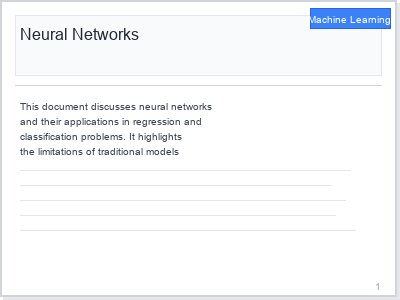 Machine Learning
Neural Networks
This document discusses neural networks
and their applications in regression and
classification problems. It highlights
the limitations of traditional models
1